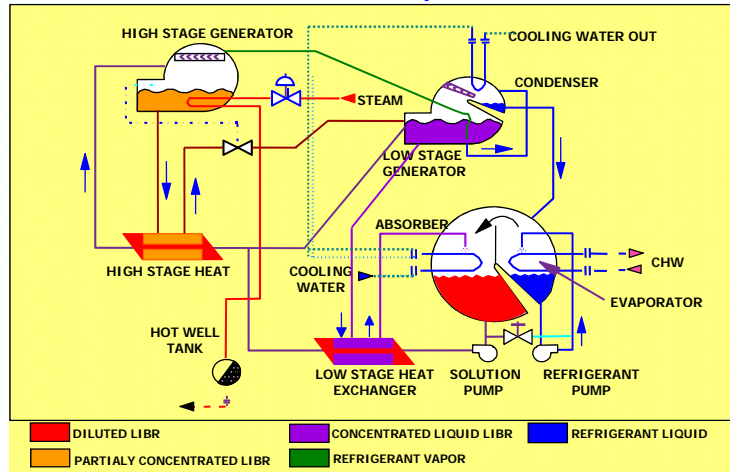 HIGH STAGE GENERATOR
COOLING WATER OUT
CONDENSER
STEAM
LOW STAGE
GENERATOR
ABSORBER
HIGH STAGE HEAT
COOLING
WATER
CHW
EVAPORATOR
HOT WELL
TANK
LOW STAGE HEAT
EXCHANGER
SOLUTION
PUMP
REFRIGERANT
PUMP
DILUTED LIBR
CONCENTRATED LIQUID LIBR
REFRIGERANT LIQUID
PARTIALY CONCENTRATED LIBR
REFRIGERANT VAPOR